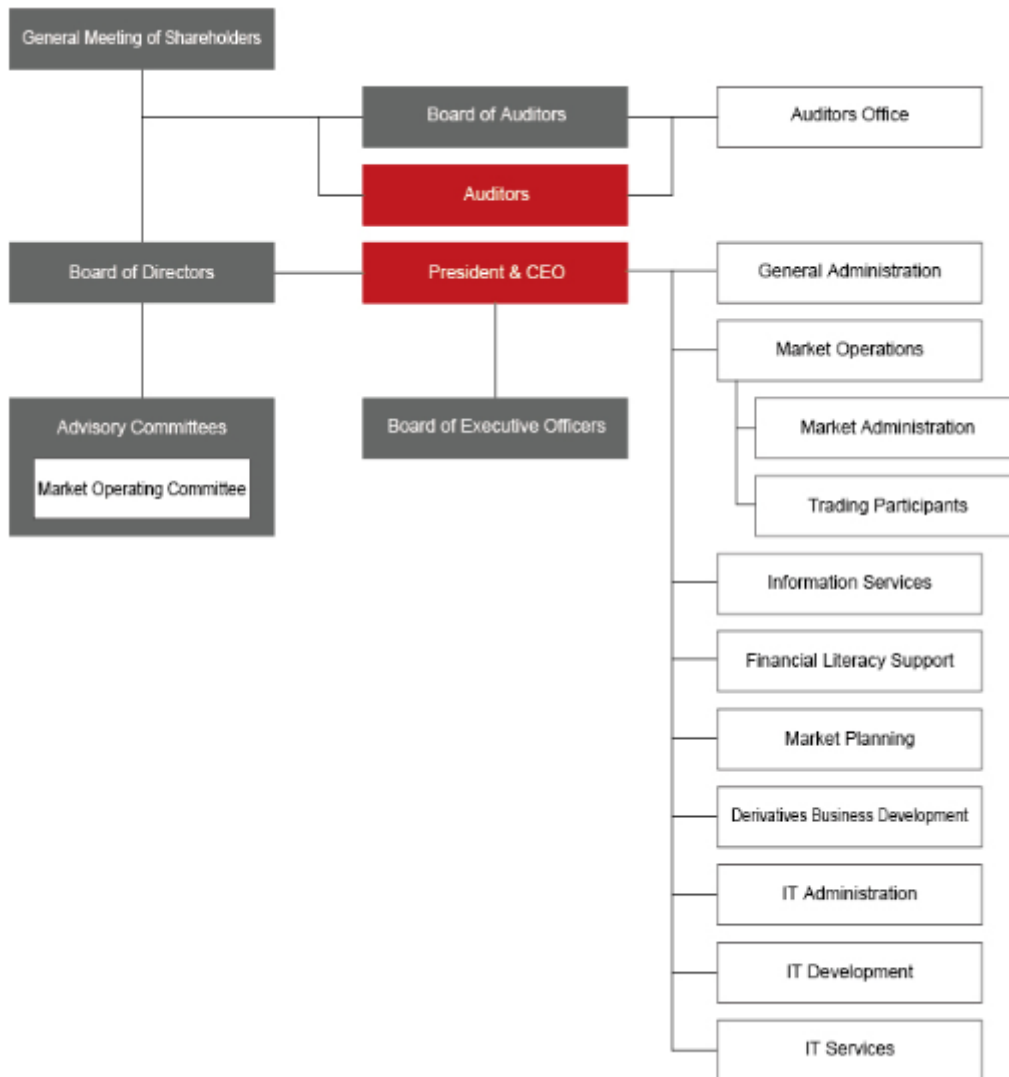 General Meeting of Shareholders
Board of Auditors
Auditors Office
Auditors
Board of Directors
President & CEO
General Administration
Market Operations
Advisory Committees
Market Operating Committee
Board of Executive Officers
Market Administration
Trading Participants
Information Services
Financial Literacy Support
Market Planning
Derivatives Business Development
IT Administration
IT Development
IT Services